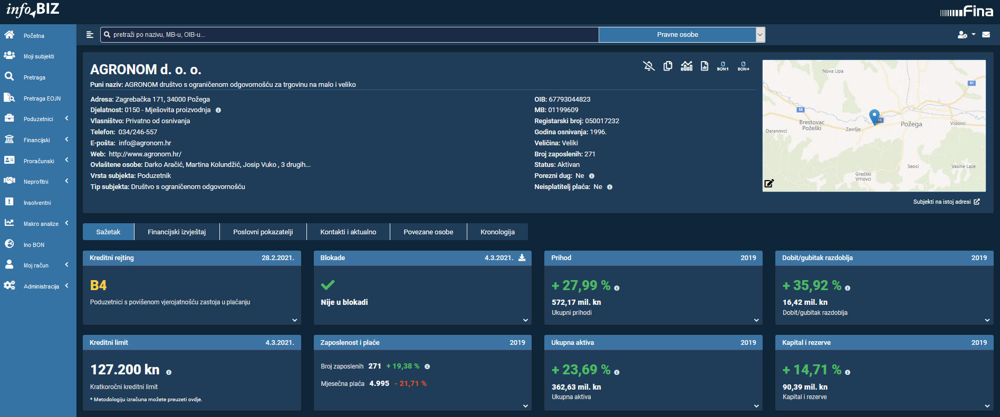 info BIZ
Fina
Početna
Moji subjekti
Pretraga
Pretraga EOJN
Poduzetnici
Financijski
Proračunski
Neprofitni
Insolventni
Makro analize
Ino BON
Moj račun
Administracija
pretraži po nazivu, MB-u, OIB-u...
Pravne osobe
AGRONOM d. o. o.
BON1
BON+
Puni naziv: AGRONOM društvo s ograničenom odgovornošću za trgovinu na malo i veliko
Adresa: Zagrebačka 171, 34000 Požega
Djelatnost: 0150 - Mješovita proizvodnja
Vlasništvo: Privatno od osnivanja
Telefon: 034/246-557
E-pošta: info@agronom.hr
Web: http://www.agronom.hr/
Ovlaštene osobe: Darko Aračić, Martina Kolundžić, Josip Vuko , 3 drugih...
Vrsta subjekta: Poduzetnik
Tip subjekta: Društvo s ograničenom odgovornošću
OIB: 67793044823
MB: 01199609
Registarski broj: 050017232
Godina osnivanja: 1996.
Veličina: Veliki
Broj zaposlenih: 271
Status: Aktivan
Porezni dug: Ne
Neisplatitelj plaća: Ne
Nova Lipa
51
38
Brestovac
Požeški
Daranovci
Završje
38
Požega
Vidovci
Gradski
Vrhovci
Seoci
Vasine Laze
Subjekti na istoj adresi
Sažetak
Financijski izvještaj
Poslovni pokazatelji
Kontakti i aktualno
Povezane osobe
Kronologija
Kreditni rejting 28.2.2021.
B4
Poduzetnici s povišenom vjerojatnošću zastoja u plaćanju
Blokade 4.3.2021.
Nije u blokadi
Prihod 2019
+ 27,99 %
572,17 mil. kn
Ukupni prihodi
Dobit/gubitak razdoblja 2019
+ 35,92 %
16,42 mil. kn
Dobit/gubitak razdoblja
Kreditni limit 4.3.2021.
127.200 kn
Kratkoročni kreditni limit
* Metodologiju izračuna možete preuzeti ovdje.
Zaposlenost i plaće 2019
Broj zaposlenih 271 + 19,38 %
Mjesečna plaća 4.995 - 21,71 %
Ukupna aktiva 2019
+ 23,69 %
362,63 mil. kn
Ukupna aktiva
Kapital i rezerve 2019
+ 14,71 %
90,39 mil. kn
Kapital i rezerve